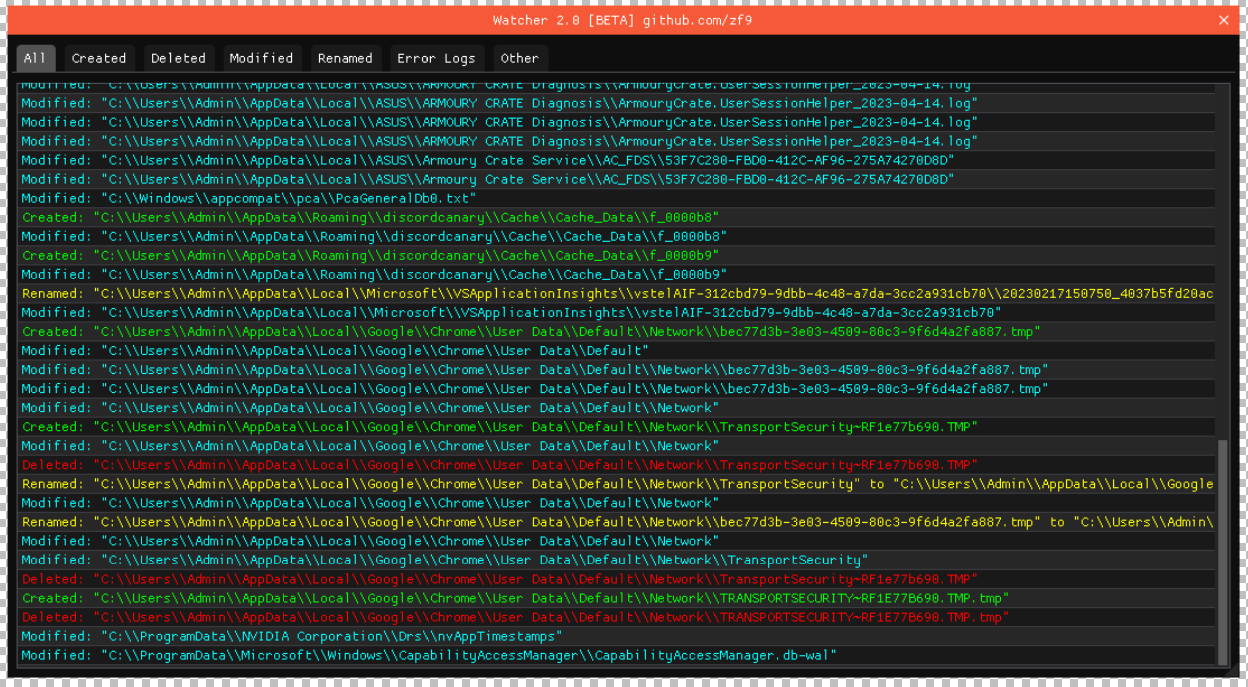 Watcher 2.0 [BETA] github.com/zf9
All Created Deleted Modified Renamed Error Logs Other
Modified: "C:\\Users\\Admin\\AppData\\Local\\ASUS\\ARMOURY CRATE Diagnosis\\ArmouryCrate.UserSessionHelper_2023-04-14.log"
Modified: "C:\\Users\\Admin\\AppData\\Local\\ASUS\\ARMOURY CRATE Diagnosis\\ArmouryCrate.UserSessionHelper_2023-04-14.log"
Modified: "C:\\Users\\Admin\\AppData\\Local\\ASUS\\ARMOURY CRATE Diagnosis\\ArmouryCrate.UserSessionHelper_2023-04-14.log"
Modified: "C:\\Users\\Admin\\AppData\\Local\\ASUS\\ARMOURY CRATE Diagnosis\\ArmouryCrate.UserSessionHelper_2023-04-14.log"
Modified: "C:\\Users\\Admin\\AppData\\Local\\ASUS\\Armoury Crate Service\\AC_FDS\\53F7C280-FBD0-412C-AF96-275A74270D8D"
Modified: "C:\\Users\\Admin\\AppData\\Local\\ASUS\\Armoury Crate Service\\AC_FDS\\53F7C280-FBD0-412C-AF96-275A74270D8D"
Modified: "C:\\Windows\\appcompat\\pca\\PcaGeneralDb0.txt"
Created: "C:\\Users\\Admin\\AppData\\Roaming\\discordcanary\\Cache\\Cache_Data\\f_0000b8"
Modified: "C:\\Users\\Admin\\AppData\\Roaming\\discordcanary\\Cache\\Cache_Data\\f_0000b8"
Created: "C:\\Users\\Admin\\AppData\\Roaming\\discordcanary\\Cache\\Cache_Data\\f_0000b9"
Modified: "C:\\Users\\Admin\\AppData\\Roaming\\discordcanary\\Cache\\Cache_Data\\f_0000b9"
Renamed: "C:\\Users\\Admin\\AppData\\Local\\Microsoft\\VSApplicationInsights\\vstelAIF-312cbd79-9dbb-4c48-a7da-3cc2a931cb70\\20230217150750_4037b5fd20ac
Modified: "C:\\Users\\Admin\\AppData\\Local\\Microsoft\\VSApplicationInsights\\vstelAIF-312cbd79-9dbb-4c48-a7da-3cc2a931cb70"
Created: "C:\\Users\\Admin\\AppData\\Local\\Google\\Chrome\\User Data\\Default\\Network\\bec77d3b-3e03-4509-80c3-9f6d4a2fa887.tmp"
Modified: "C:\\Users\\Admin\\AppData\\Local\\Google\\Chrome\\User Data\\Default"
Modified: "C:\\Users\\Admin\\AppData\\Local\\Google\\Chrome\\User Data\\Default\\Network\\bec77d3b-3e03-4509-80c3-9f6d4a2fa887.tmp"
Modified: "C:\\Users\\Admin\\AppData\\Local\\Google\\Chrome\\User Data\\Default\\Network\\bec77d3b-3e03-4509-80c3-9f6d4a2fa887.tmp"
Modified: "C:\\Users\\Admin\\AppData\\Local\\Google\\Chrome\\User Data\\Default\\Network"
Created: "C:\\Users\\Admin\\AppData\\Local\\Google\\Chrome\\User Data\\Default\\Network\\TransportSecurity~RF1e77b690.TMP"
Modified: "C:\\Users\\Admin\\AppData\\Local\\Google\\Chrome\\User Data\\Default\\Network"
Deleted: "C:\\Users\\Admin\\AppData\\Local\\Google\\Chrome\\User Data\\Default\\Network\\TransportSecurity~RF1e77b690.TMP"
Renamed: "C:\\Users\\Admin\\AppData\\Local\\Google\\Chrome\\User Data\\Default\\Network\\TransportSecurity" to "C:\\Users\\Admin\\AppData\\Local\\Google
Modified: "C:\\Users\\Admin\\AppData\\Local\\Google\\Chrome\\User Data\\Default\\Network"
Renamed: "C:\\Users\\Admin\\AppData\\Local\\Google\\Chrome\\User Data\\Default\\Network\\bec77d3b-3e03-4509-80c3-9f6d4a2fa887.tmp" to "C:\\Users\\Admin\
Modified: "C:\\Users\\Admin\\AppData\\Local\\Google\\Chrome\\User Data\\Default\\Network"
Modified: "C:\\Users\\Admin\\AppData\\Local\\Google\\Chrome\\User Data\\Default\\Network\\TransportSecurity"
Deleted: "C:\\Users\\Admin\\AppData\\Local\\Google\\Chrome\\User Data\\Default\\Network\\TransportSecurity~RF1e77b690.TMP"
Created: "C:\\Users\\Admin\\AppData\\Local\\Google\\Chrome\\User Data\\Default\\Network\\TRANSPORTSECURITY~RF1E77B690.TMP.tmp"
Deleted: "C:\\Users\\Admin\\AppData\\Local\\Google\\Chrome\\User Data\\Default\\Network\\TRANSPORTSECURITY~RF1E77B690.TMP.tmp"
Modified: "C:\\ProgramData\\NVIDIA Corporation\\Drs\\nvAppTimestamps"
Modified: "C:\\ProgramData\\Microsoft\\Windows\\CapabilityAccessManager\\CapabilityAccessManager.db-wal"